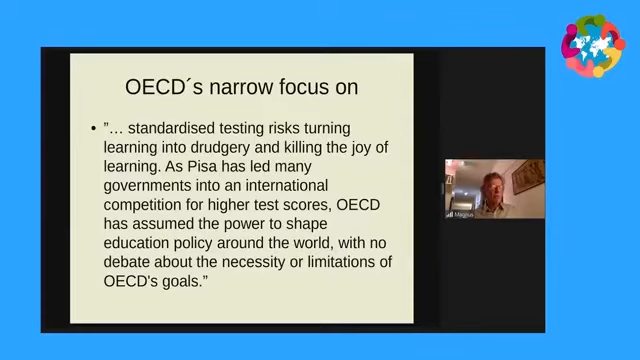 OECD´s narrow focus on
• ”… standardised testing risks turning
learning into drudgery and killing the joy of
learning. As Pisa has led many
governments into an international
competition for higher test scores, OECD
has assumed the power to shape
education policy around the world, with no
debate about the necessity or limitations of
OECD's goals.”
Magnus